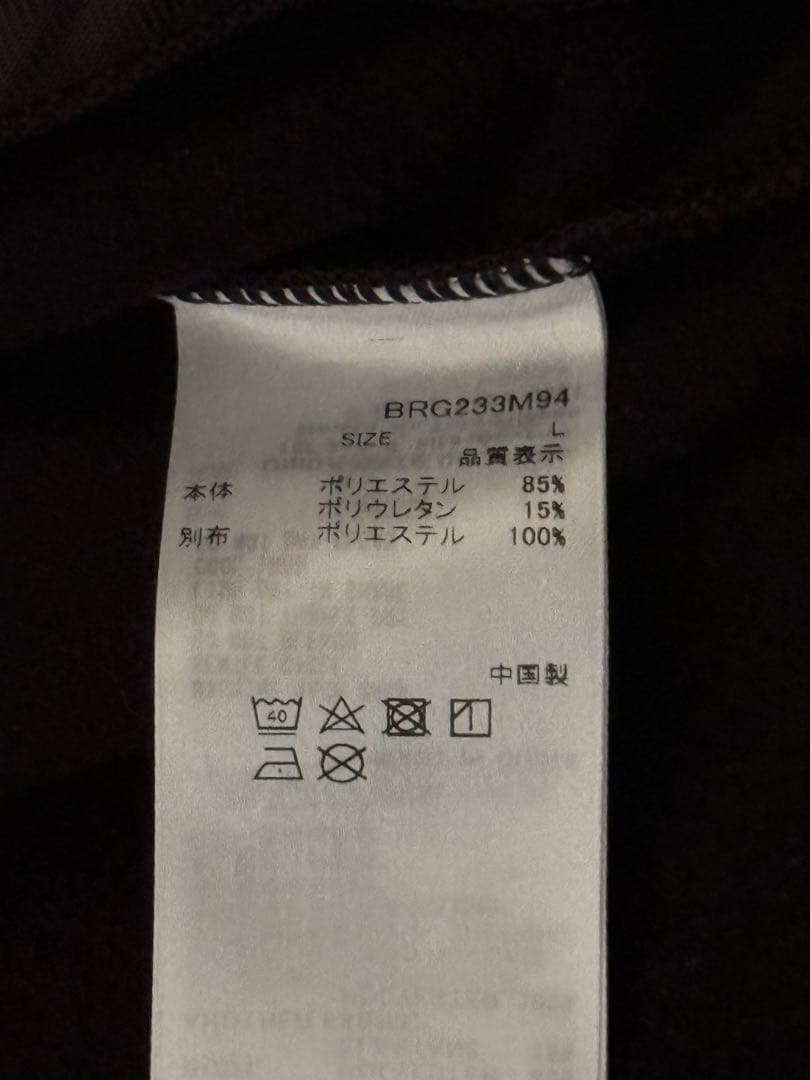 BRG233M94
SIZE L
品質表示
本体 ポリエステル 85%
ポリウレタン 15%
別布 ポリエステル 100%
中国製
40